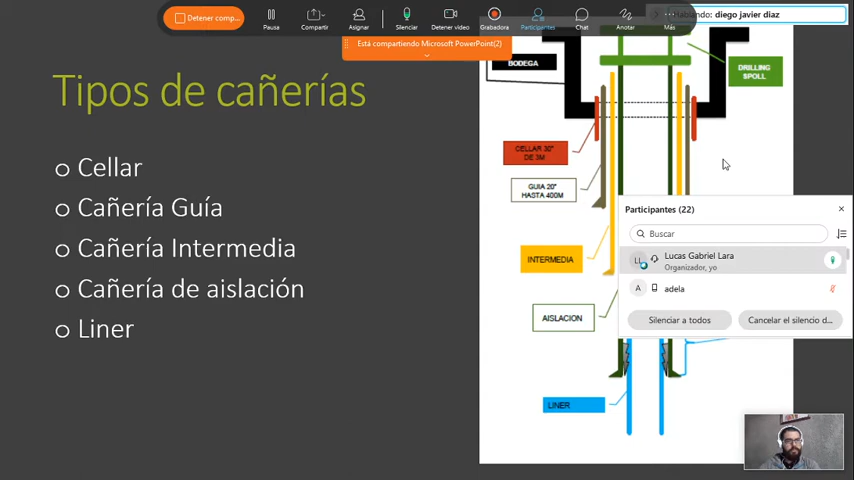 Detener comp...
Pausa
Compartir
Asignar
Silenciar
Detener video
Grabadora
Participantes
Chat
Anotar
Más
diego javier diaz
Está compartiendo Microsoft PowerPoint(2)
Tipos de cañerías
Cellar
Cañería Guía
Cañería Intermedia
Cañería de aislación
Liner
BODEGA
DRILLING
SPOLL
CELLAR 30"
DE 3M
GUIA 20"
HASTA 400M
INTERMEDIA
AISLACION
LINER
Participantes (22)
Buscar
LL
Lucas Gabriel Lara
Organizador, yo
A
adela
Silenciar a todos
Cancelar el silencio d...